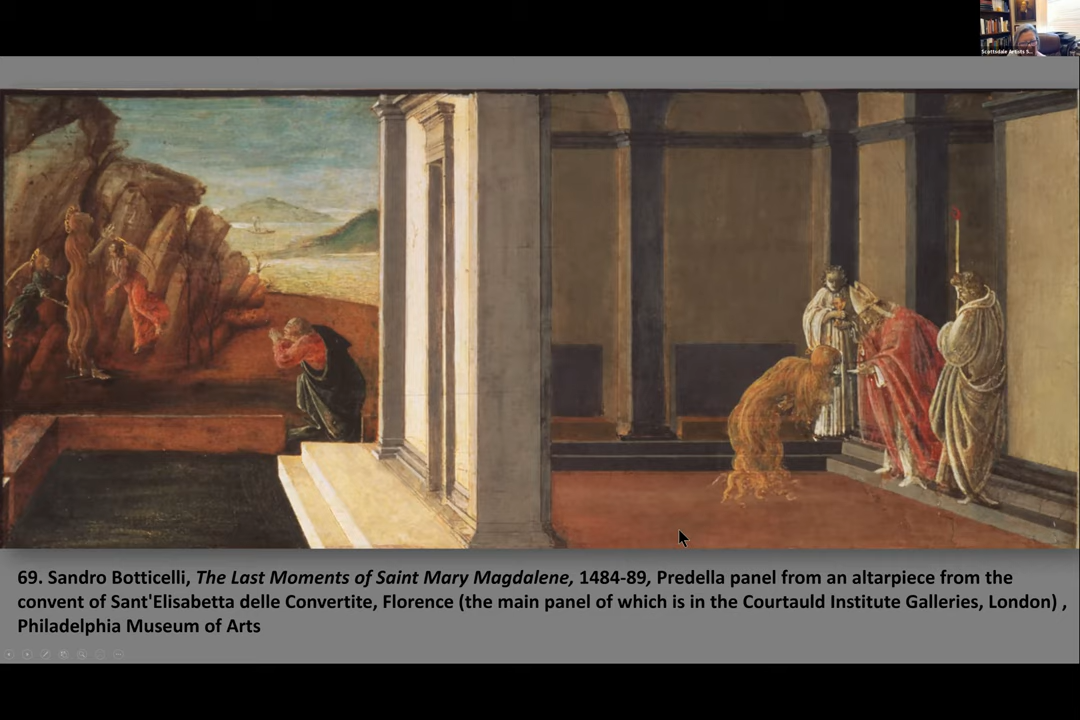 Scottsdale Artists S...
69. Sandro Botticelli, The Last Moments of Saint Mary Magdalene, 1484-89, Predella panel from an altarpiece from the
convent of Sant'Elisabetta delle Convertite, Florence (the main panel of which is in the Courtauld Institute Galleries, London) ,
Philadelphia Museum of Arts